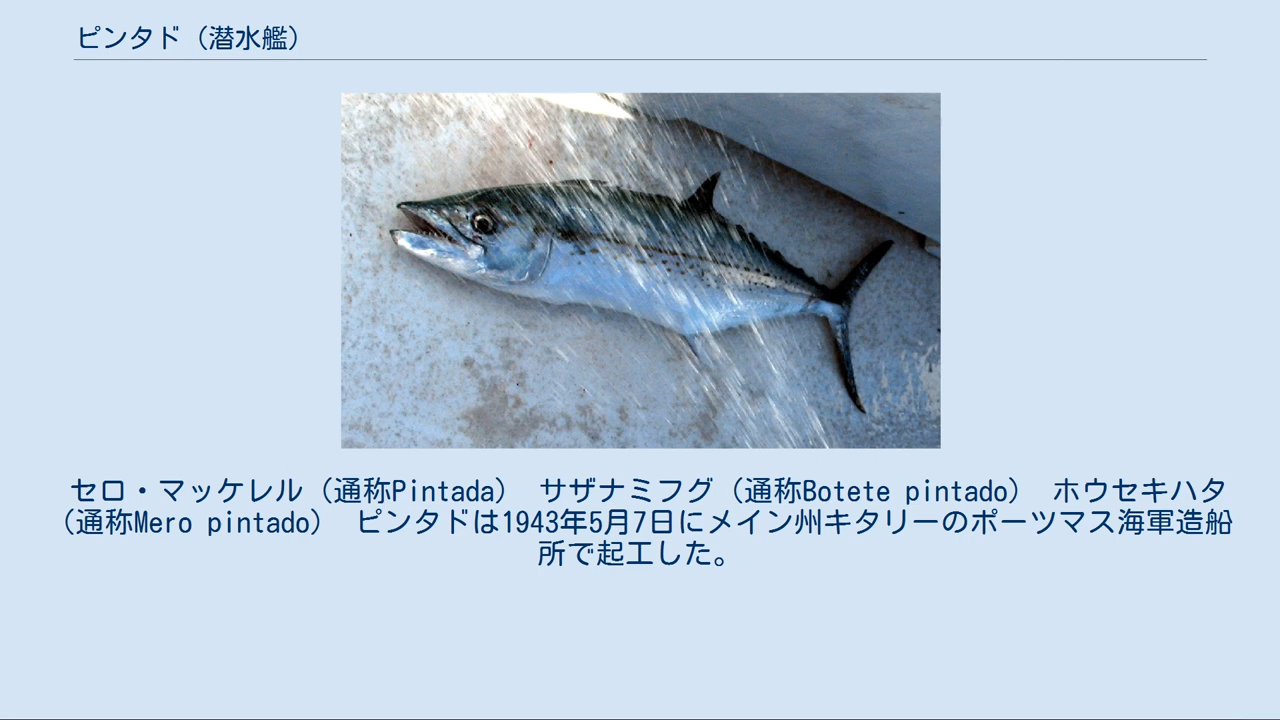 ピンタド（潜水艦）
セロ・マッケレル（通称Pintada） サザナミフグ（通称Botete pintado） ホウセキハタ
（通称Mero pintado） ピンタドは1943年5月7日にメイン州キタリーのポーツマス海軍造船
所で起工した。